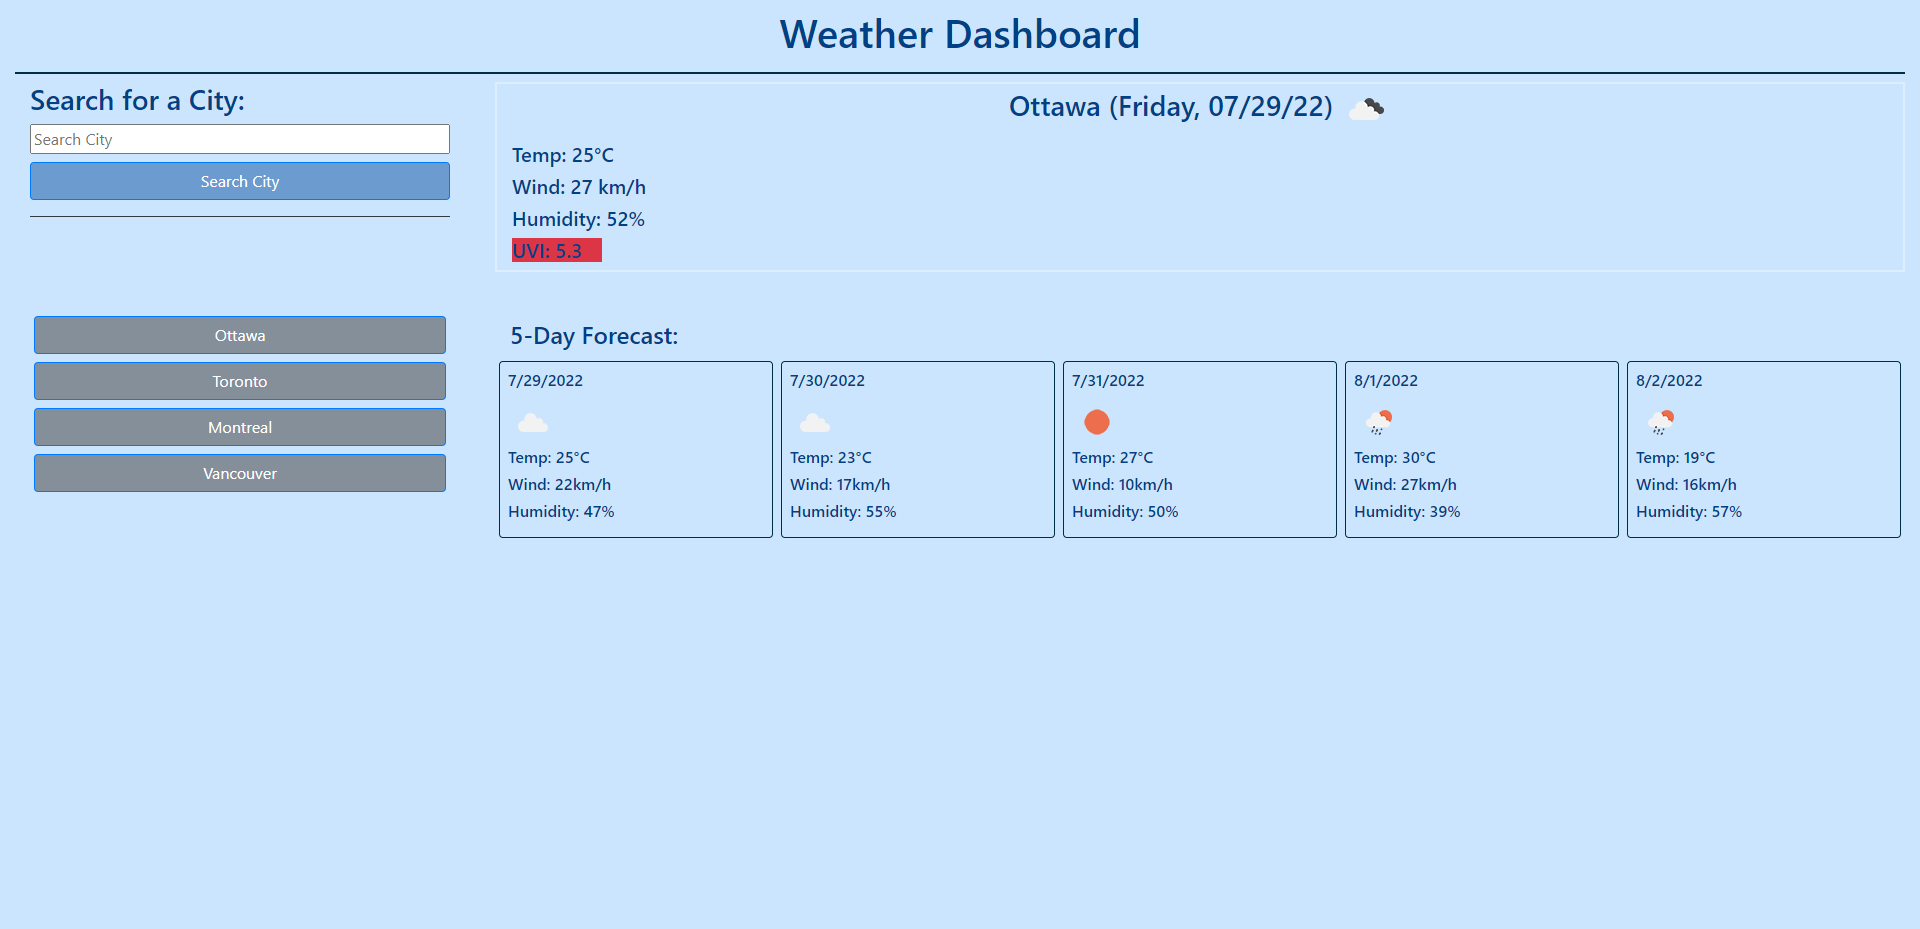 Weather Dashboard
Search for a City:
Search City
Search City
Ottawa
Toronto
Montreal
Vancouver
Ottawa (Friday, 07/29/22)
Temp: 25°C
Wind: 27 km/h
Humidity: 52%
UVI: 5.3
5-Day Forecast:
7/29/2022
Temp: 25°C
Wind: 22km/h
Humidity: 47%
7/30/2022
Temp: 23°C
Wind: 17km/h
Humidity: 55%
7/31/2022
Temp: 27°C
Wind: 10km/h
Humidity: 50%
8/1/2022
Temp: 30°C
Wind: 27km/h
Humidity: 39%
8/2/2022
Temp: 19°C
Wind: 16km/h
Humidity: 57%